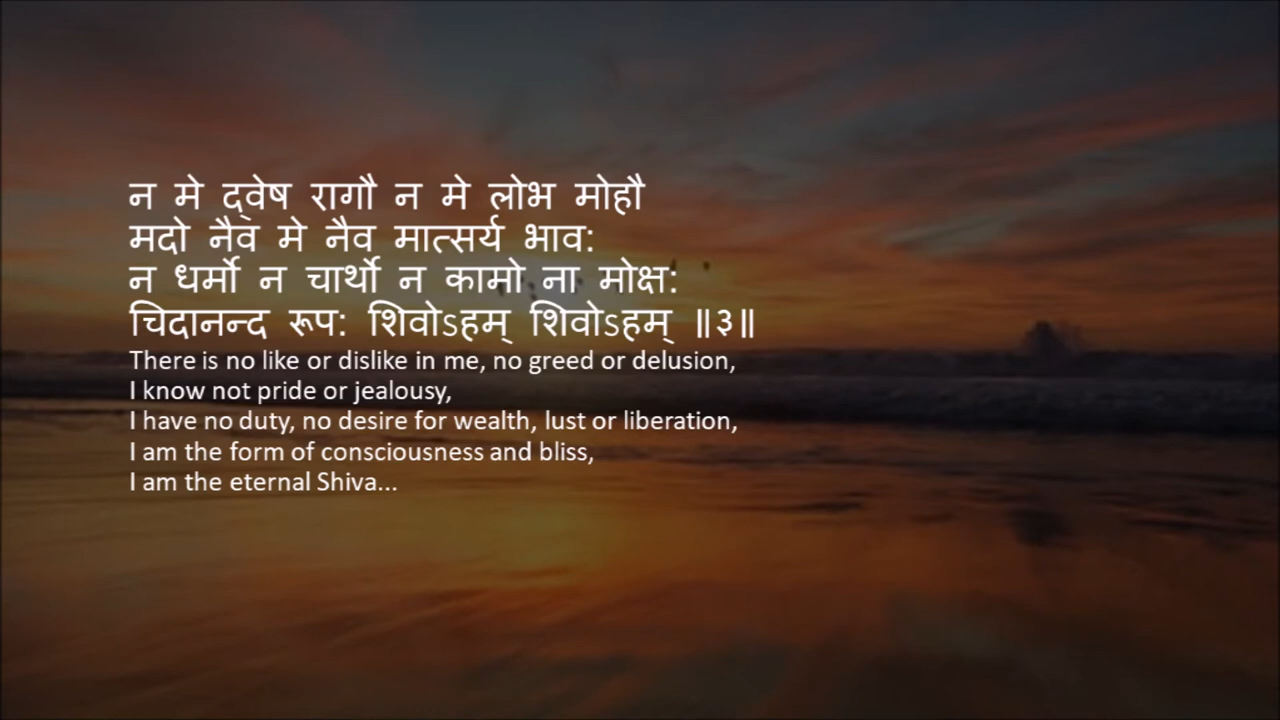 न मे द्वेष रागौ न मे लोभ मोहौ
मदो नैव मे नैव मात्सर्य भाव:
न धर्मो न चार्थो न कामो ना मोक्ष:
चिदानन्द रूप: शिवोऽहम् शिवोऽहम् ॥३॥
There is no like or dislike in me, no greed or delusion,
I know not pride or jealousy,
I have no duty, no desire for wealth, lust or liberation,
I am the form of consciousness and bliss,
I am the eternal Shiva...